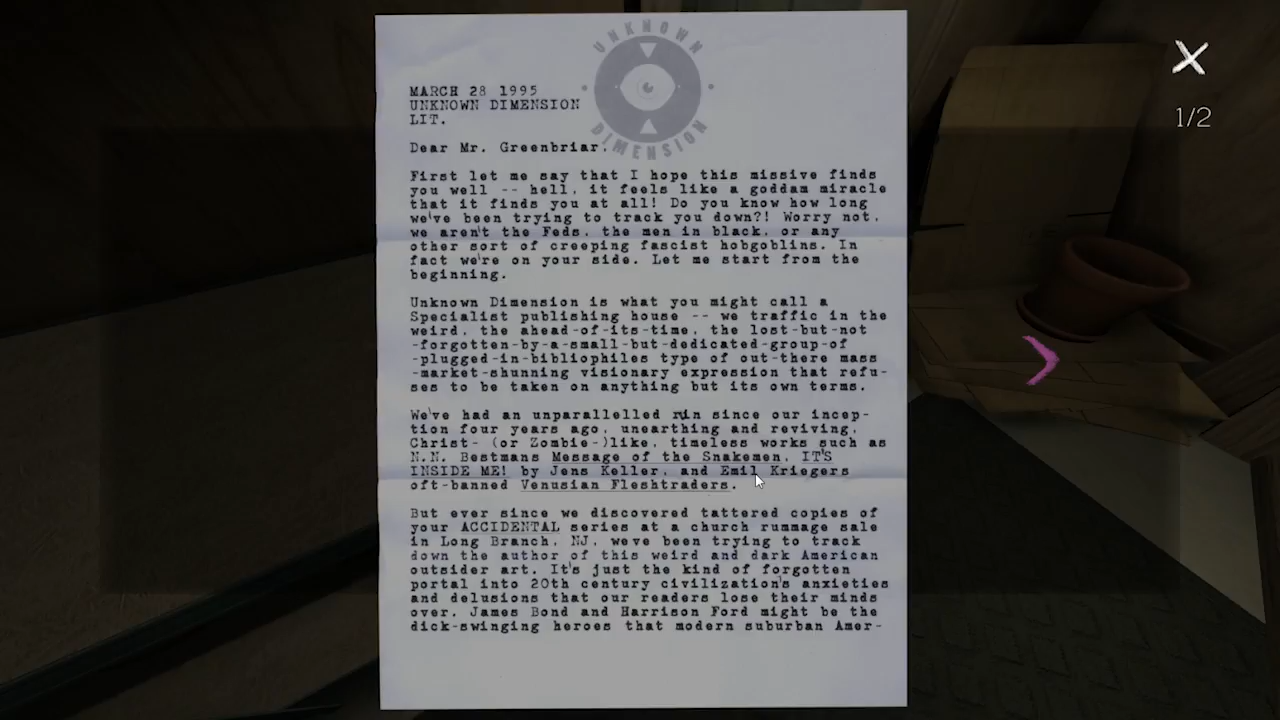 UNKNOWN
DIMENSION
MARCH 28 1995
UNKNOWN DIMENSION
LIT.
Dear Mr. Greenbriar,
First let me say that I hope this missive finds
you well -- hell, it feels like a goddam miracle
that it finds you at all! Do you know how long
we've been trying to track you down?! Worry not,
we aren't the Feds, the men in black, or any
other sort of creeping fascist hobgoblins. In
fact we're on your side. Let me start from the
beginning.
Unknown Dimension is what you might call a
Specialist publishing house -- we traffic in the
weird, the ahead-of-its-time, the lost-but-not
-forgotten-by-a-small-but-dedicated-group-of
-plugged-in-bibliophiles type of out-there mass
-market-shunning visionary expression that refu-
ses to be taken on anything but its own terms.
We've had an unparallelled run since our incep-
tion four years ago, unearthing and reviving,
Christ- (or Zombie-)like, timeless works such as
N.N. Bestmans Message of the Snakemen, IT'S
INSIDE ME! by Jens Keller, and Emil Kriegers
oft-banned Venusian Fleshtraders.
But ever since we discovered tattered copies of
your ACCIDENTAL series at a church rummage sale
in Long Branch, NJ, weve been trying to track
down the author of this weird and dark American
outsider art. It's just the kind of forgotten
portal into 20th century civilization's anxieties
and delusions that our readers lose their minds
over. James Bond and Harrison Ford might be the
dick-swinging heroes that modern suburban Amer-
1/2